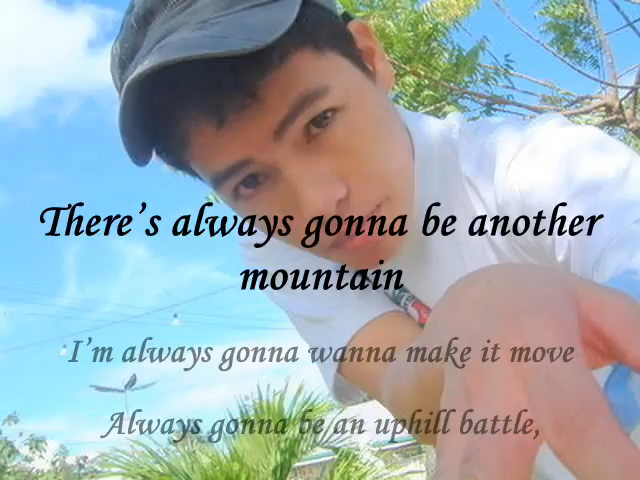 There's always gonna be another
mountain
I'm always gonna wanna make it move
Always gonna be an uphill battle,